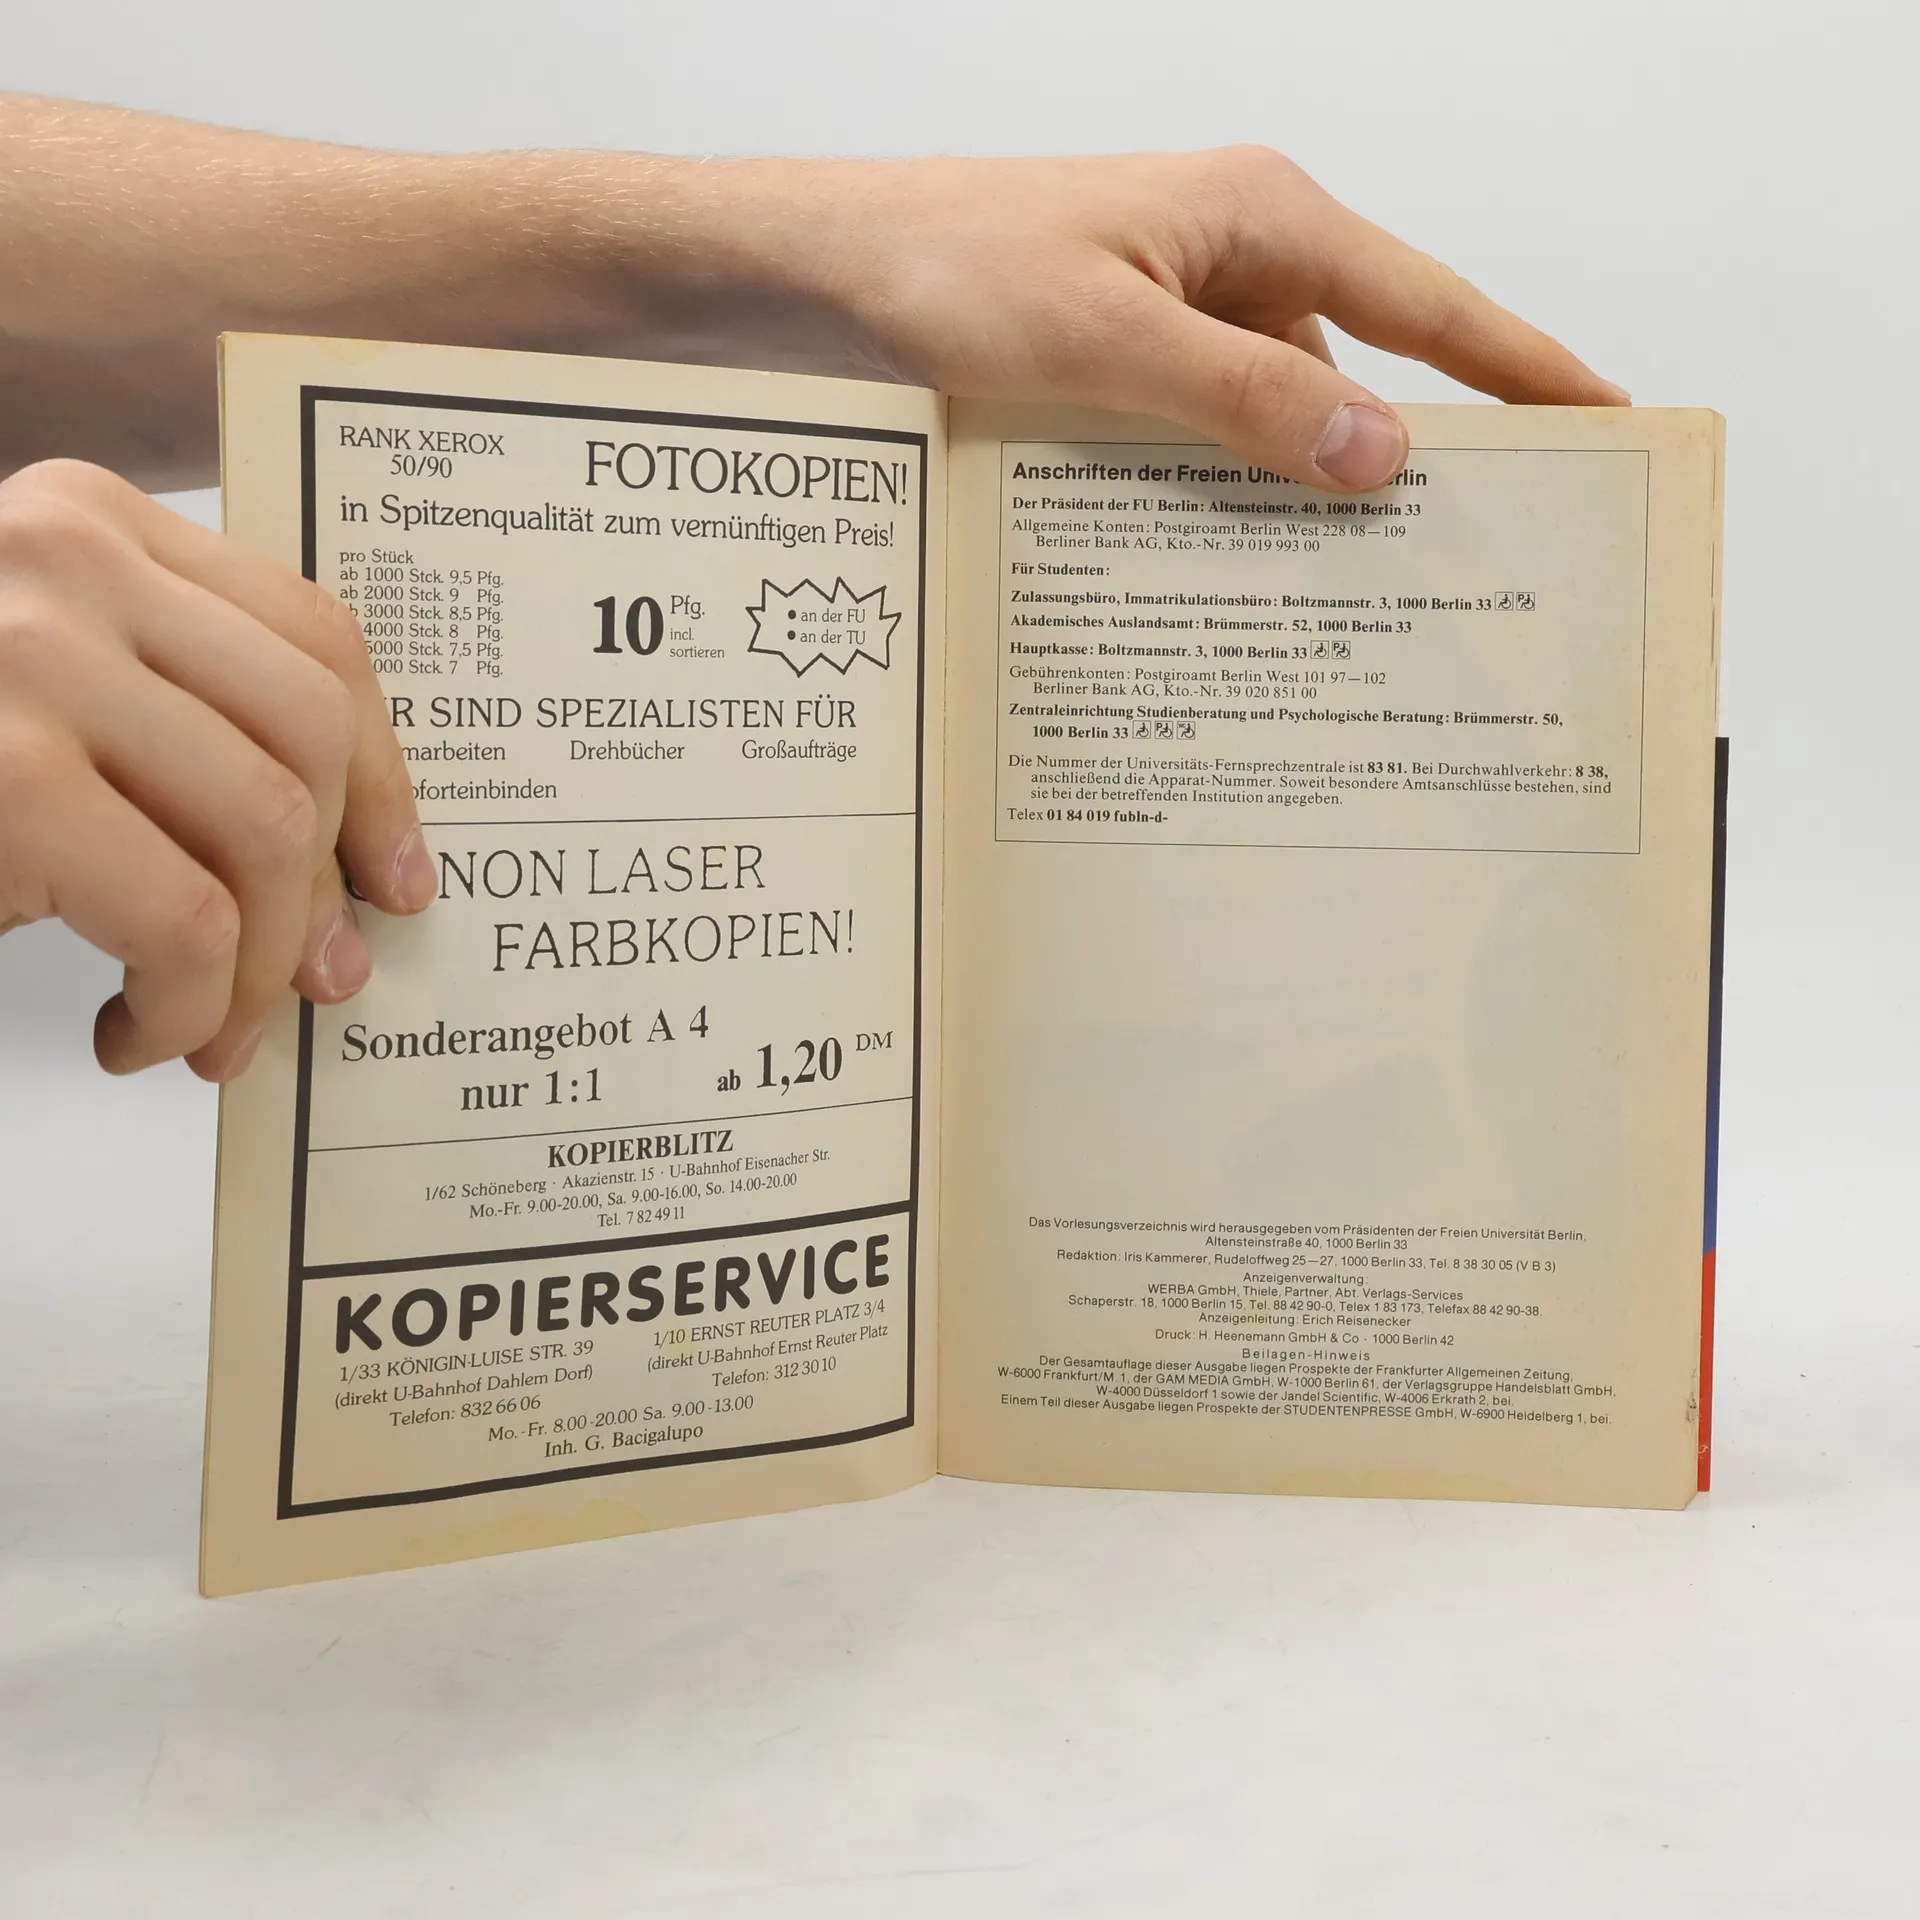 RANK XEROX
50/90
FOTOKOPIEN!
in Spitzenqualität zum vernünftigen Preis!
pro Stück
ab 1000 Stck. 9,5 Pfg.
ab 2000 Stck. 9 Pfg.
b 3000 Stck. 8,5 Pfg.
4000 Stck. 8 Pfg.
5000 Stck. 7,5 Pfg.
000 Stck. 7 Pfg.
10 Pfg.
incl.
sortieren
• an der FU
• an der TU
R SIND SPEZIALISTEN FÜR
marbeiten Drehbücher Großaufträge
oforteinbinden
NON LASER
FARBKOPIEN!
Sonderangebot A 4
nur 1:1 ab 1,20 DM
KOPIERBLITZ
1/62 Schöneberg · Akazienstr. 15 · U-Bahnhof Eisenacher Str.
Mo.-Fr. 9.00-20.00, Sa. 9.00-16.00, So. 14.00-20.00
Tel. 7 82 49 11
KOPIERSERVICE
1/33 KÖNIGIN-LUISE STR. 39
(direkt U-Bahnhof Dahlem Dorf)
Telefon: 832 66 06
1/10 ERNST REUTER PLATZ 3/4
(direkt U-Bahnhof Ernst Reuter Platz
Telefon: 312 30 10
Mo.-Fr. 8.00-20.00 Sa. 9.00-13.00
Inh. G. Bacigalupo
Anschriften der Freien Univ rlin
Der Präsident der FU Berlin: Altensteinstr. 40, 1000 Berlin 33
Allgemeine Konten: Postgiroamt Berlin West 228 08—109
Berliner Bank AG, Kto.-Nr. 39 019 993 00
Für Studenten:
Zulassungsbüro, Immatrikulationsbüro: Boltzmannstr. 3, 1000 Berlin 33
Akademisches Auslandsamt: Brümmerstr. 52, 1000 Berlin 33
Hauptkasse: Boltzmannstr. 3, 1000 Berlin 33
Gebührenkonten: Postgiroamt Berlin West 101 97—102
Berliner Bank AG, Kto.-Nr. 39 020 851 00
Zentraleinrichtung Studienberatung und Psychologische Beratung: Brümmerstr. 50,
1000 Berlin 33
Die Nummer der Universitäts-Fernsprechzentrale ist 83 81. Bei Durchwahlverkehr: 8 38,
anschließend die Apparat-Nummer. Soweit besondere Amtsanschlüsse bestehen, sind
sie bei der betreffenden Institution angegeben.
Telex 01 84 019 fubln-d-
Das Vorlesungsverzeichnis wird herausgegeben vom Präsidenten der Freien Universität Berlin,
Altensteinstraße 40, 1000 Berlin 33
Redaktion: Iris Kammerer, Rudeloffweg 25—27, 1000 Berlin 33, Tel. 8 38 30 05 (V B 3)
Anzeigenverwaltung:
WERBA GmbH, Thiele, Partner, Abt. Verlags-Services
Schaperstr. 18, 1000 Berlin 15, Tel. 88 42 90-0, Telex 1 83 173, Telefax 88 42 90-38.
Anzeigenleitung: Erich Reisenecker
Druck: H. Heenemann GmbH & Co · 1000 Berlin 42
Beilagen-Hinweis
Der Gesamtauflage dieser Ausgabe liegen Prospekte der Frankfurter Allgemeinen Zeitung,
W-6000 Frankfurt/M. 1, der GAM MEDIA GmbH, W-1000 Berlin 61, der Verlagsgruppe Handelsblatt GmbH,
W-4000 Düsseldorf 1 sowie der Jandel Scientific, W-4006 Erkrath 2, bei.
Einem Teil dieser Ausgabe liegen Prospekte der STUDENTENPRESSE GmbH, W-6900 Heidelberg 1, bei.